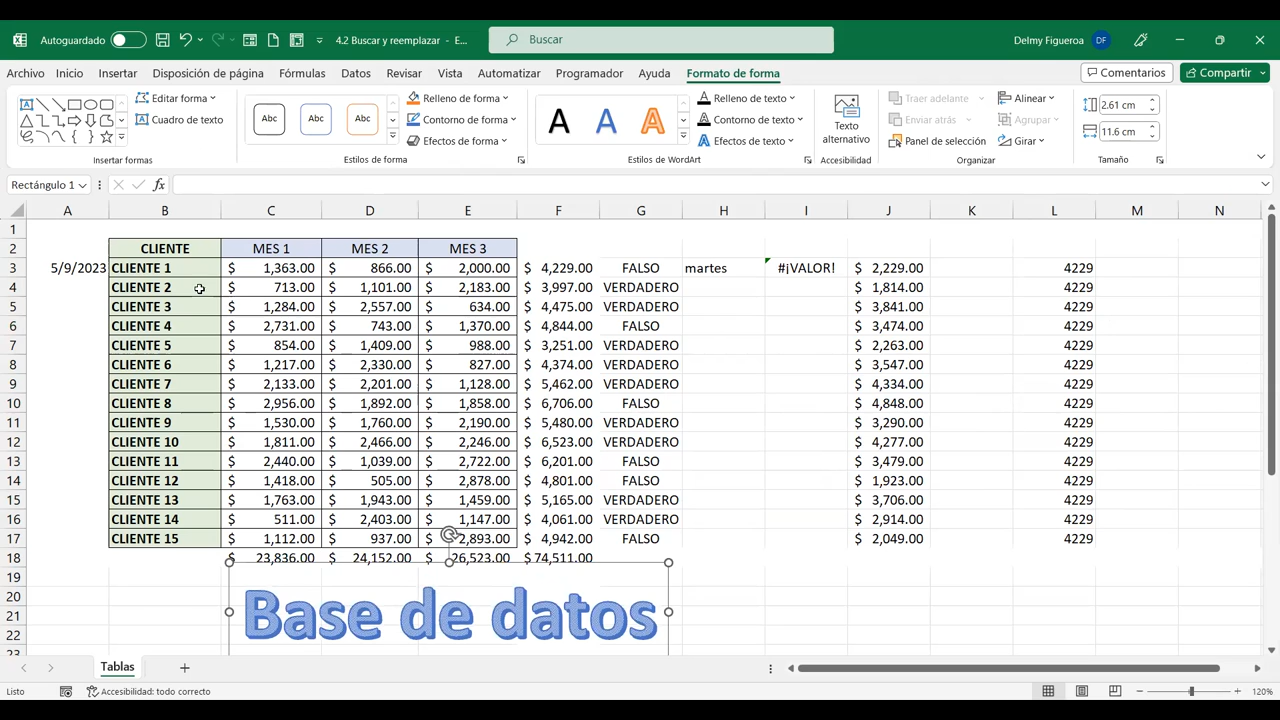 Autoguardado 4.2 Buscar y reemplazar - E... Buscar Delmy Figueroa DF
Archivo Inicio Insertar Disposición de página Fórmulas Datos Revisar Vista Automatizar Programador Ayuda Formato de forma Comentarios Compartir
Editar forma
Cuadro de texto
Insertar formas
Abc Abc Abc
Relleno de forma
Contorno de forma
Efectos de forma
Estilos de forma
A A A
Relleno de texto
Contorno de texto
Efectos de texto
Estilos de WordArt
Texto
alternativo
Accesibilidad
Traer adelante
Enviar atrás
Panel de selección
Alinear
Agrupar
Girar
Organizar
2.61 cm
11.6 cm
Tamaño
Rectángulo 1 fx
A B C D E F G H I J K L M N
1
2 CLIENTE MES 1 MES 2 MES 3
3 5/9/2023 CLIENTE 1 $ 1,363.00 $ 866.00 $ 2,000.00 $ 4,229.00 FALSO martes #¡VALOR! $ 2,229.00 4229
4 CLIENTE 2 $ 713.00 $ 1,101.00 $ 2,183.00 $ 3,997.00 VERDADERO $ 1,814.00 4229
5 CLIENTE 3 $ 1,284.00 $ 2,557.00 $ 634.00 $ 4,475.00 VERDADERO $ 3,841.00 4229
6 CLIENTE 4 $ 2,731.00 $ 743.00 $ 1,370.00 $ 4,844.00 FALSO $ 3,474.00 4229
7 CLIENTE 5 $ 854.00 $ 1,409.00 $ 988.00 $ 3,251.00 VERDADERO $ 2,263.00 4229
8 CLIENTE 6 $ 1,217.00 $ 2,330.00 $ 827.00 $ 4,374.00 VERDADERO $ 3,547.00 4229
9 CLIENTE 7 $ 2,133.00 $ 2,201.00 $ 1,128.00 $ 5,462.00 VERDADERO $ 4,334.00 4229
10 CLIENTE 8 $ 2,956.00 $ 1,892.00 $ 1,858.00 $ 6,706.00 FALSO $ 4,848.00 4229
11 CLIENTE 9 $ 1,530.00 $ 1,760.00 $ 2,190.00 $ 5,480.00 VERDADERO $ 3,290.00 4229
12 CLIENTE 10 $ 1,811.00 $ 2,466.00 $ 2,246.00 $ 6,523.00 VERDADERO $ 4,277.00 4229
13 CLIENTE 11 $ 2,440.00 $ 1,039.00 $ 2,722.00 $ 6,201.00 FALSO $ 3,479.00 4229
14 CLIENTE 12 $ 1,418.00 $ 505.00 $ 2,878.00 $ 4,801.00 FALSO $ 1,923.00 4229
15 CLIENTE 13 $ 1,763.00 $ 1,943.00 $ 1,459.00 $ 5,165.00 VERDADERO $ 3,706.00 4229
16 CLIENTE 14 $ 511.00 $ 2,403.00 $ 1,147.00 $ 4,061.00 VERDADERO $ 2,914.00 4229
17 CLIENTE 15 $ 1,112.00 $ 937.00 $ 2,893.00 $ 4,942.00 FALSO $ 2,049.00 4229
18 $ 23,836.00 $ 24,152.00 $ 26,523.00 $ 74,511.00
19
20
21 Base de datos
22
23
Tablas
Listo Accesibilidad: todo correcto 120%